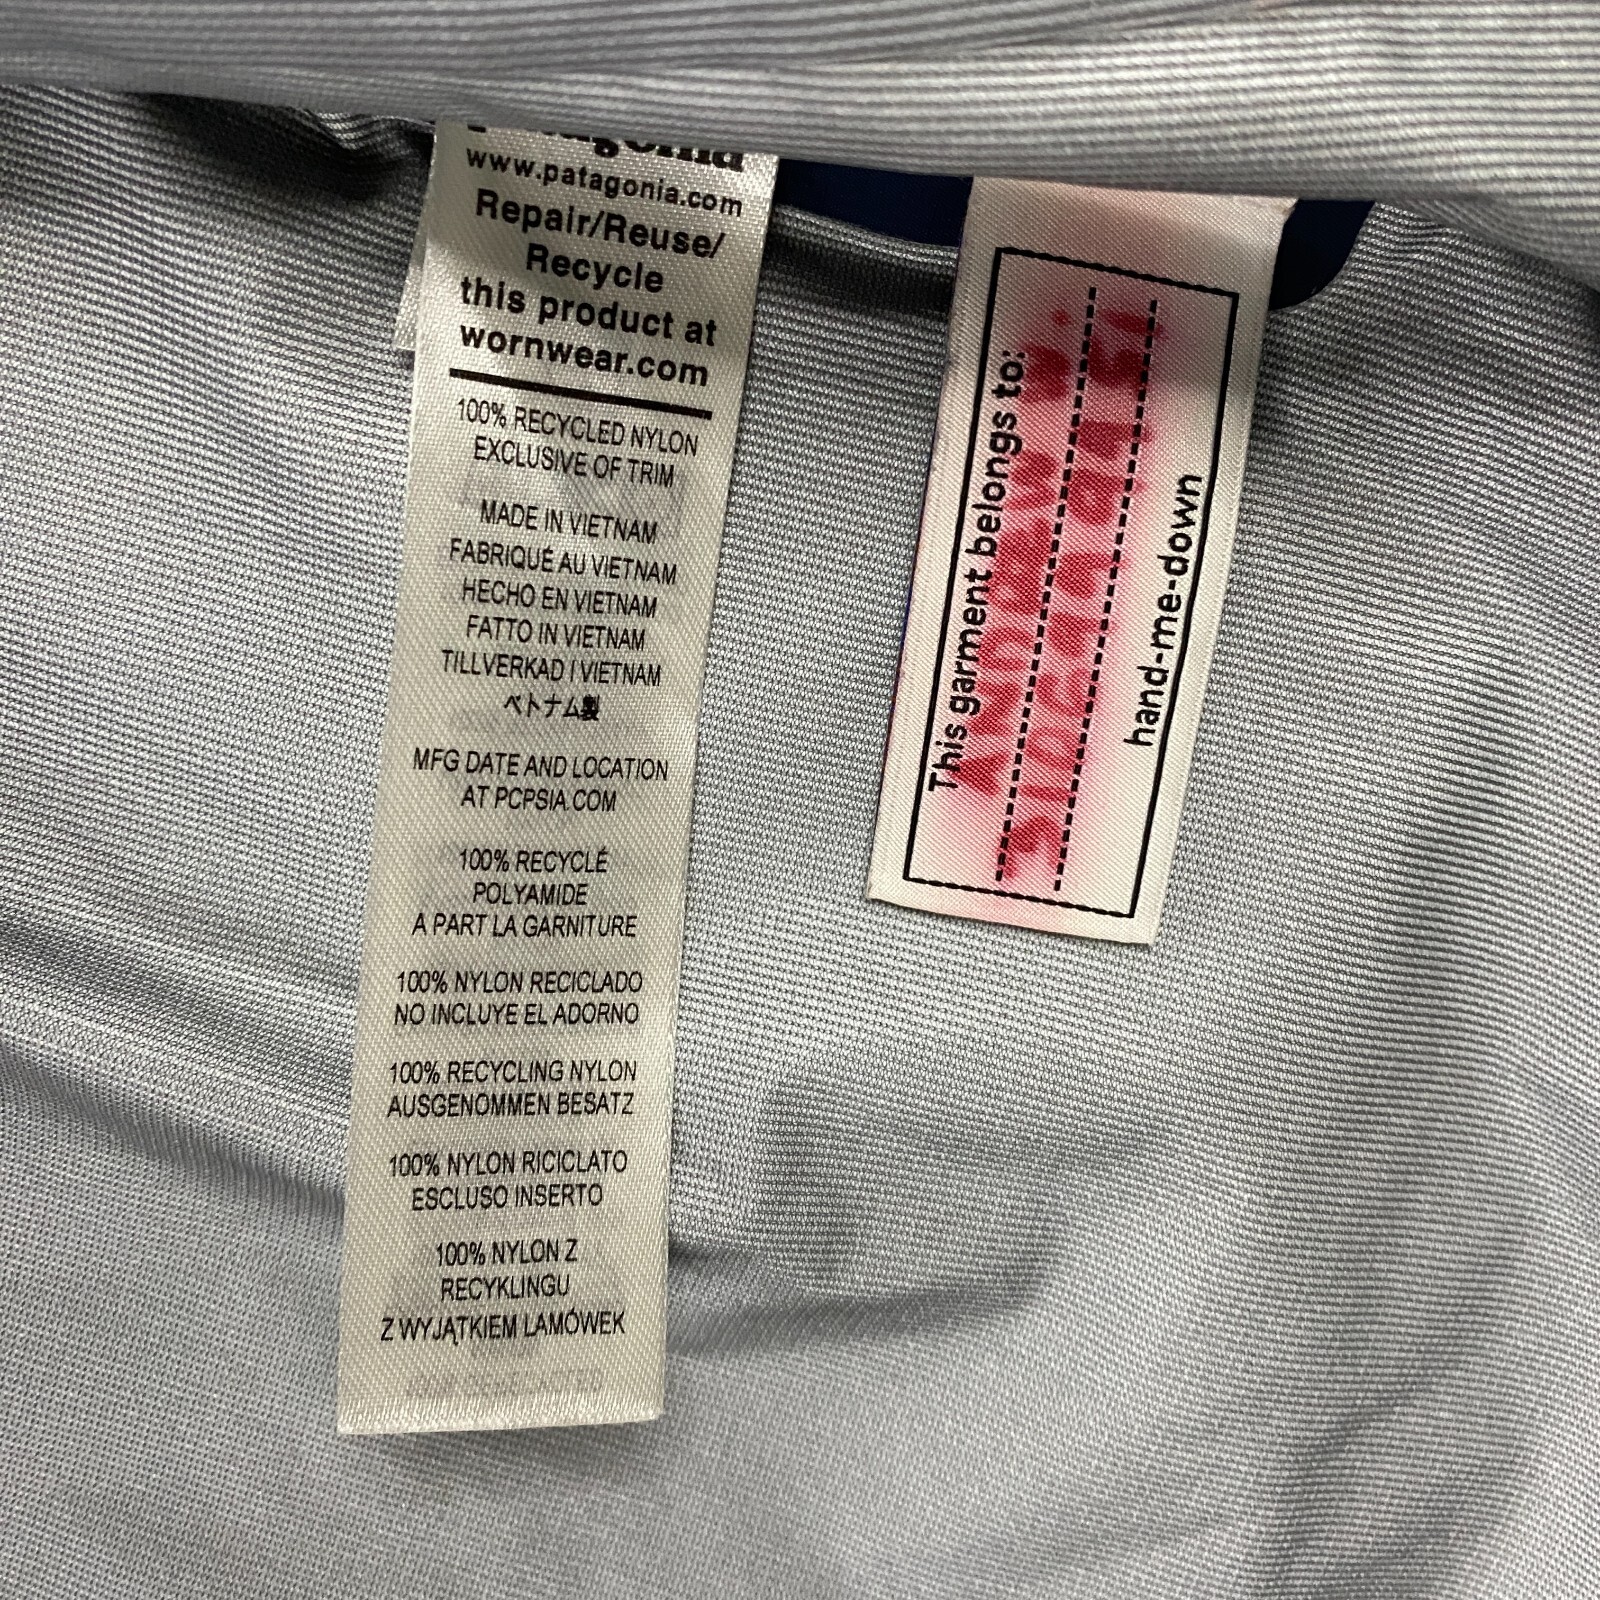 www.patagonia.com
Repair/Reuse/
Recycle
this product at
wornwear.com
100% RECYCLED NYLON
EXCLUSIVE OF TRIM
MADE IN VIETNAM
FABRIQUÉ AU VIETNAM
HECHO EN VIETNAM
FATTO IN VIETNAM
TILLVERKAD I VIETNAM
ベトナム製
MFG DATE AND LOCATION
AT PCPSIA.COM
100% RECYCLÉ
POLYAMIDE
A PART LA GARNITURE
100% NYLON RECICLADO
NO INCLUYE EL ADORNO
100% RECYCLING NYLON
AUSGENOMMEN BESATZ
100% NYLON RICICLATO
ESCLUSO INSERTO
100% NYLON Z
RECYKLINGU
Z WYJĄTKIEM LAMÓWEK
This garment belongs to:
hand-me-down